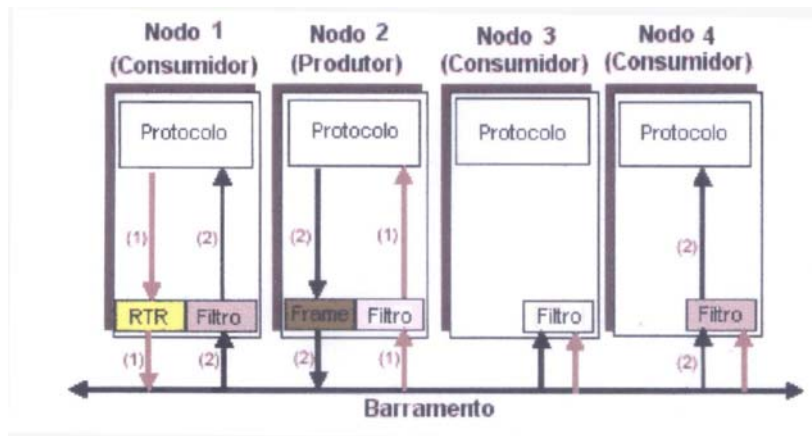 Nodo 1
(Consumidor)
Nodo 2
(Produtor)
Nodo 3
(Consumidor)
Nodo 4
(Consumidor)
Protocolo
Protocolo
Protocolo
Protocolo
(1)
(2)
(2)
(1)
(2)
RTR
Filtro
Frame
Filtro
Filtro
Filtro
(1)
(2)
(2)
(1)
(2)
Barramento